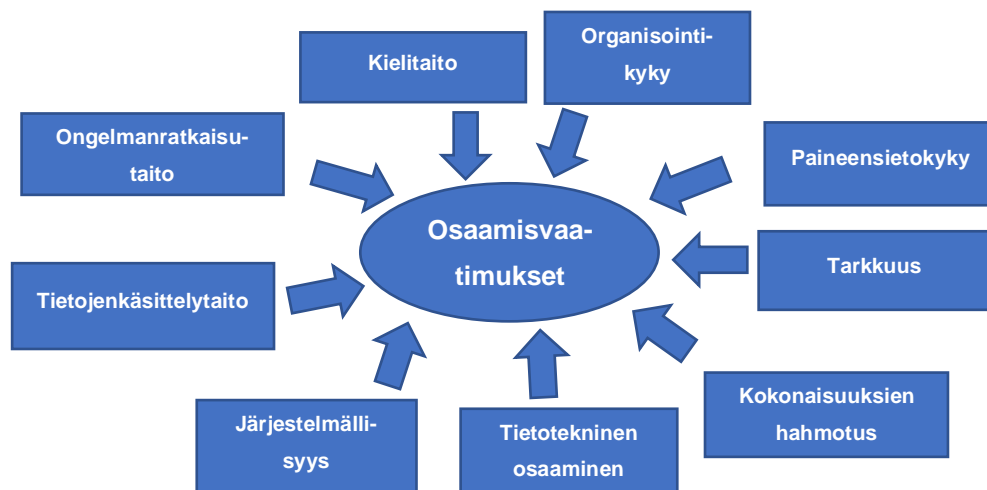 Organisointi-
kyky
Kielitaito
Ongelmanratkaisu-
taito
Paineensietokyky
Osaamisvaa-
timukset
Tarkkuus
Tietojenkäsittelytaito
Kokonaisuuksien
hahmotus
Järjestelmälli-
syys
Tietotekninen
osaaminen